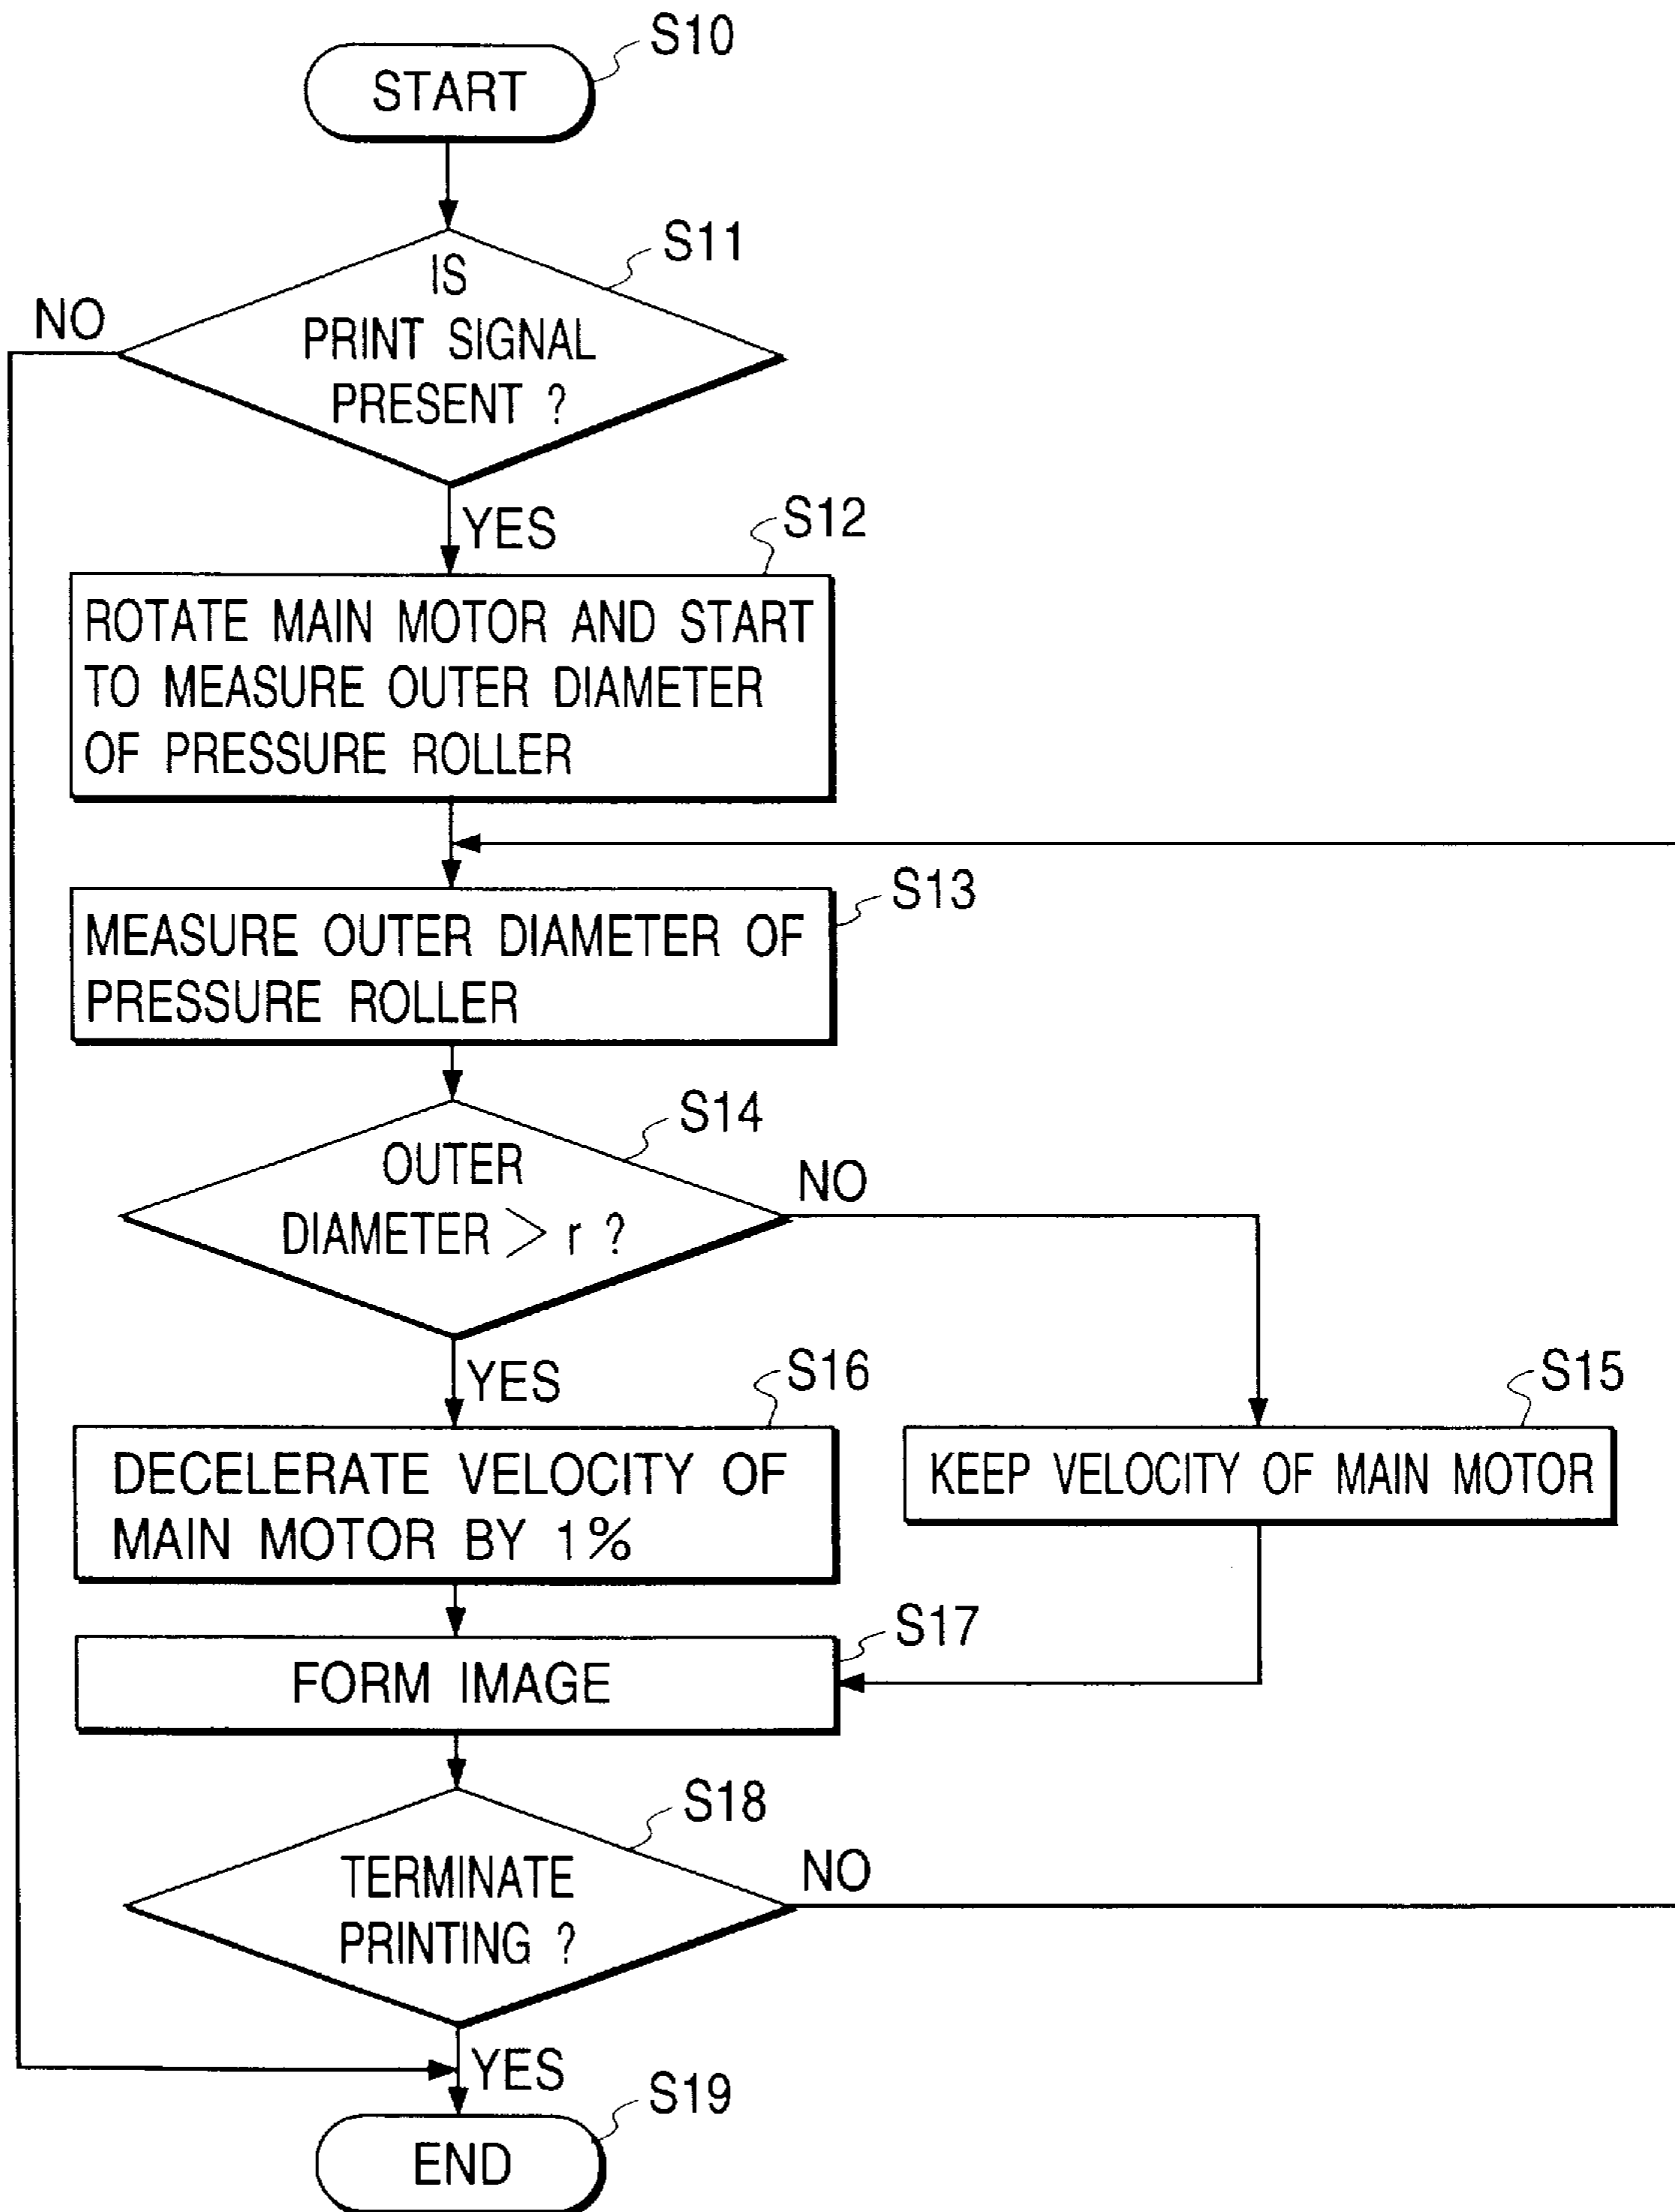 START
S10
IS
PRINT SIGNAL
PRESENT ?
S11
NO
YES
S12
ROTATE MAIN MOTOR AND START
TO MEASURE OUTER DIAMETER
OF PRESSURE ROLLER
S13
MEASURE OUTER DIAMETER OF
PRESSURE ROLLER
S14
OUTER
DIAMETER > r ?
NO
YES
S16
DECELERATE VELOCITY OF
MAIN MOTOR BY 1%
S15
KEEP VELOCITY OF MAIN MOTOR
S17
FORM IMAGE
S18
TERMINATE
PRINTING ?
NO
YES
S19
END